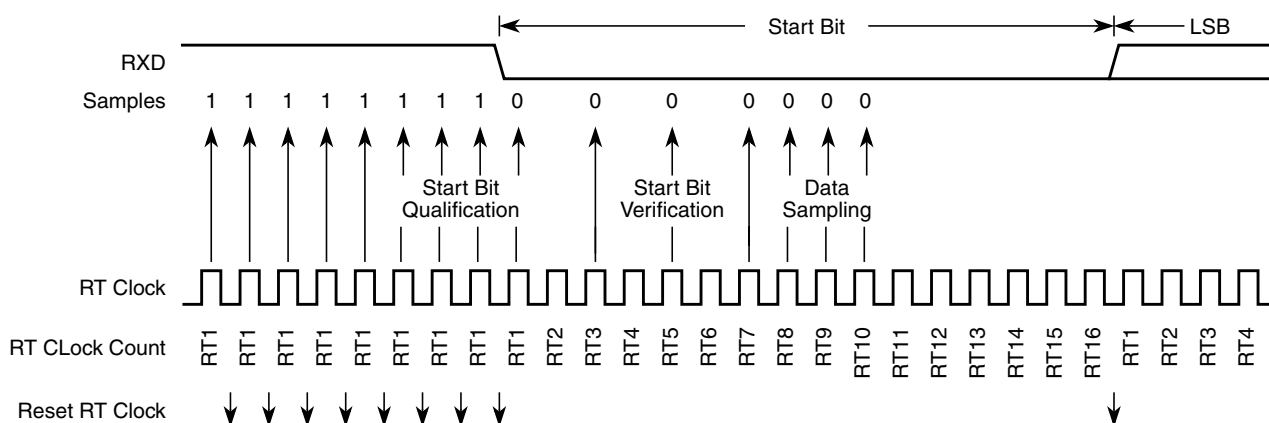 Start Bit LSB
RXD
Samples 1 1 1 1 1 1 1 1 0 0 0 0 0 0 0
Start Bit Qualification
Start Bit Verification
Data Sampling
RT Clock
RT CLock Count RT1 RT1 RT1 RT1 RT1 RT1 RT1 RT1 RT1 RT2 RT3 RT4 RT5 RT6 RT7 RT8 RT9 RT10 RT11 RT12 RT13 RT14 RT15 RT16 RT1 RT2 RT3 RT4
Reset RT Clock